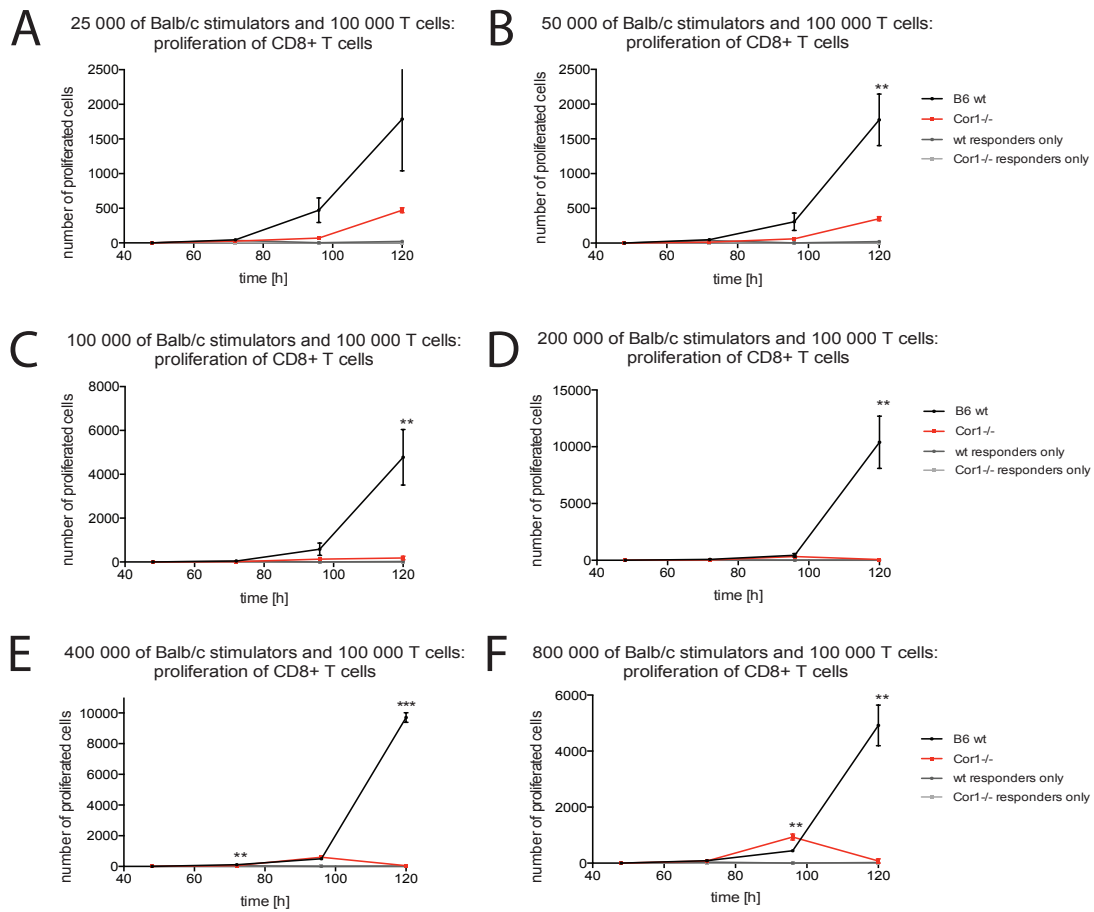 A
25 000 of Balb/c stimulators and 100 000 T cells:
proliferation of CD8+ T cells
number of proliferated cells
2500
2000
1500
1000
500
0
40
60
80
100
120
time [h]
B
50 000 of Balb/c stimulators and 100 000 T cells:
proliferation of CD8+ T cells
number of proliferated cells
2500
2000
1500
1000
500
0
40
60
80
100
120
time [h]
**
B6 wt
Cor1-/-
wt responders only
Cor1-/- responders only
C
100 000 of Balb/c stimulators and 100 000 T cells:
proliferation of CD8+ T cells
number of proliferated cells
8000
6000
4000
2000
0
40
60
80
100
120
time [h]
**
D
200 000 of Balb/c stimulators and 100 000 T cells:
proliferation of CD8+ T cells
number of proliferated cells
15000
10000
5000
0
40
60
80
100
120
time [h]
**
B6 wt
Cor1-/-
wt responders only
Cor1-/- responders only
E
400 000 of Balb/c stimulators and 100 000 T cells:
proliferation of CD8+ T cells
number of proliferated cells
10000
8000
6000
4000
2000
0
40
60
80
100
120
time [h]
**
***
F
800 000 of Balb/c stimulators and 100 000 T cells:
proliferation of CD8+ T cells
number of proliferated cells
6000
4000
2000
0
40
60
80
100
120
time [h]
**
**
B6 wt
Cor1-/-
wt responders only
Cor1-/- responders only